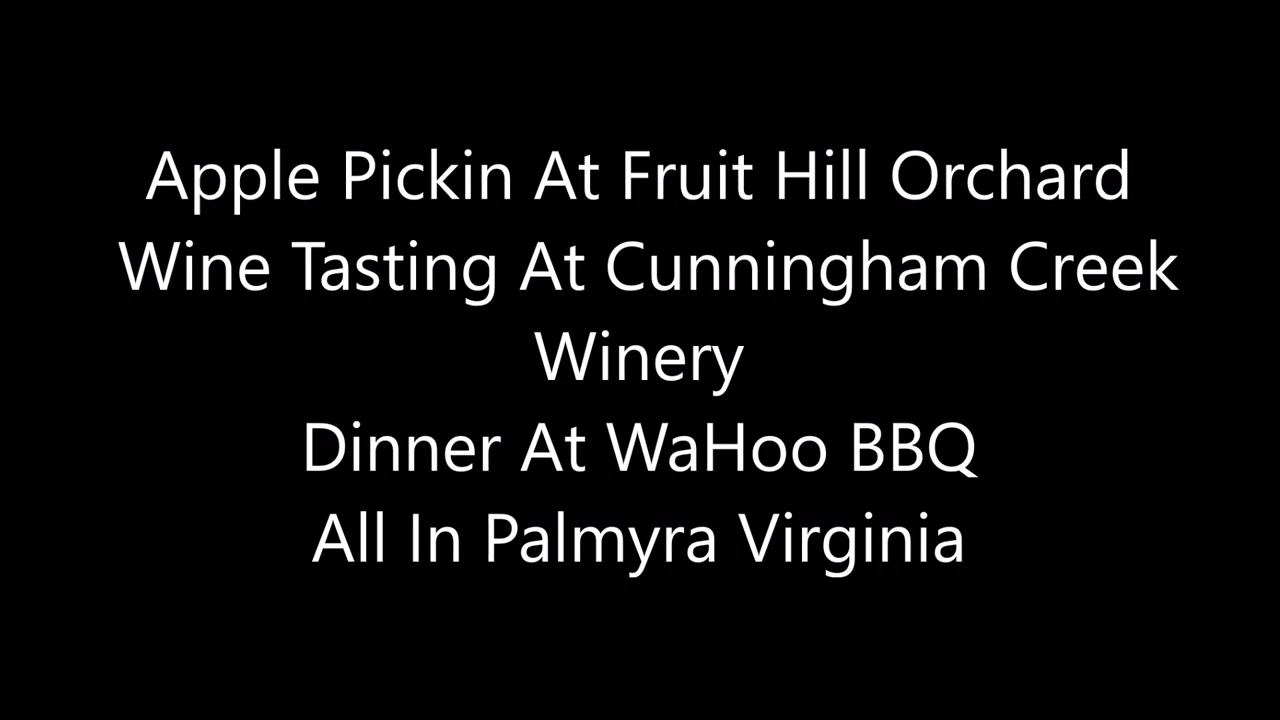 Apple Pickin At Fruit Hill Orchard
Wine Tasting At Cunningham Creek
Winery
Dinner At WaHoo BBQ
All In Palmyra Virginia